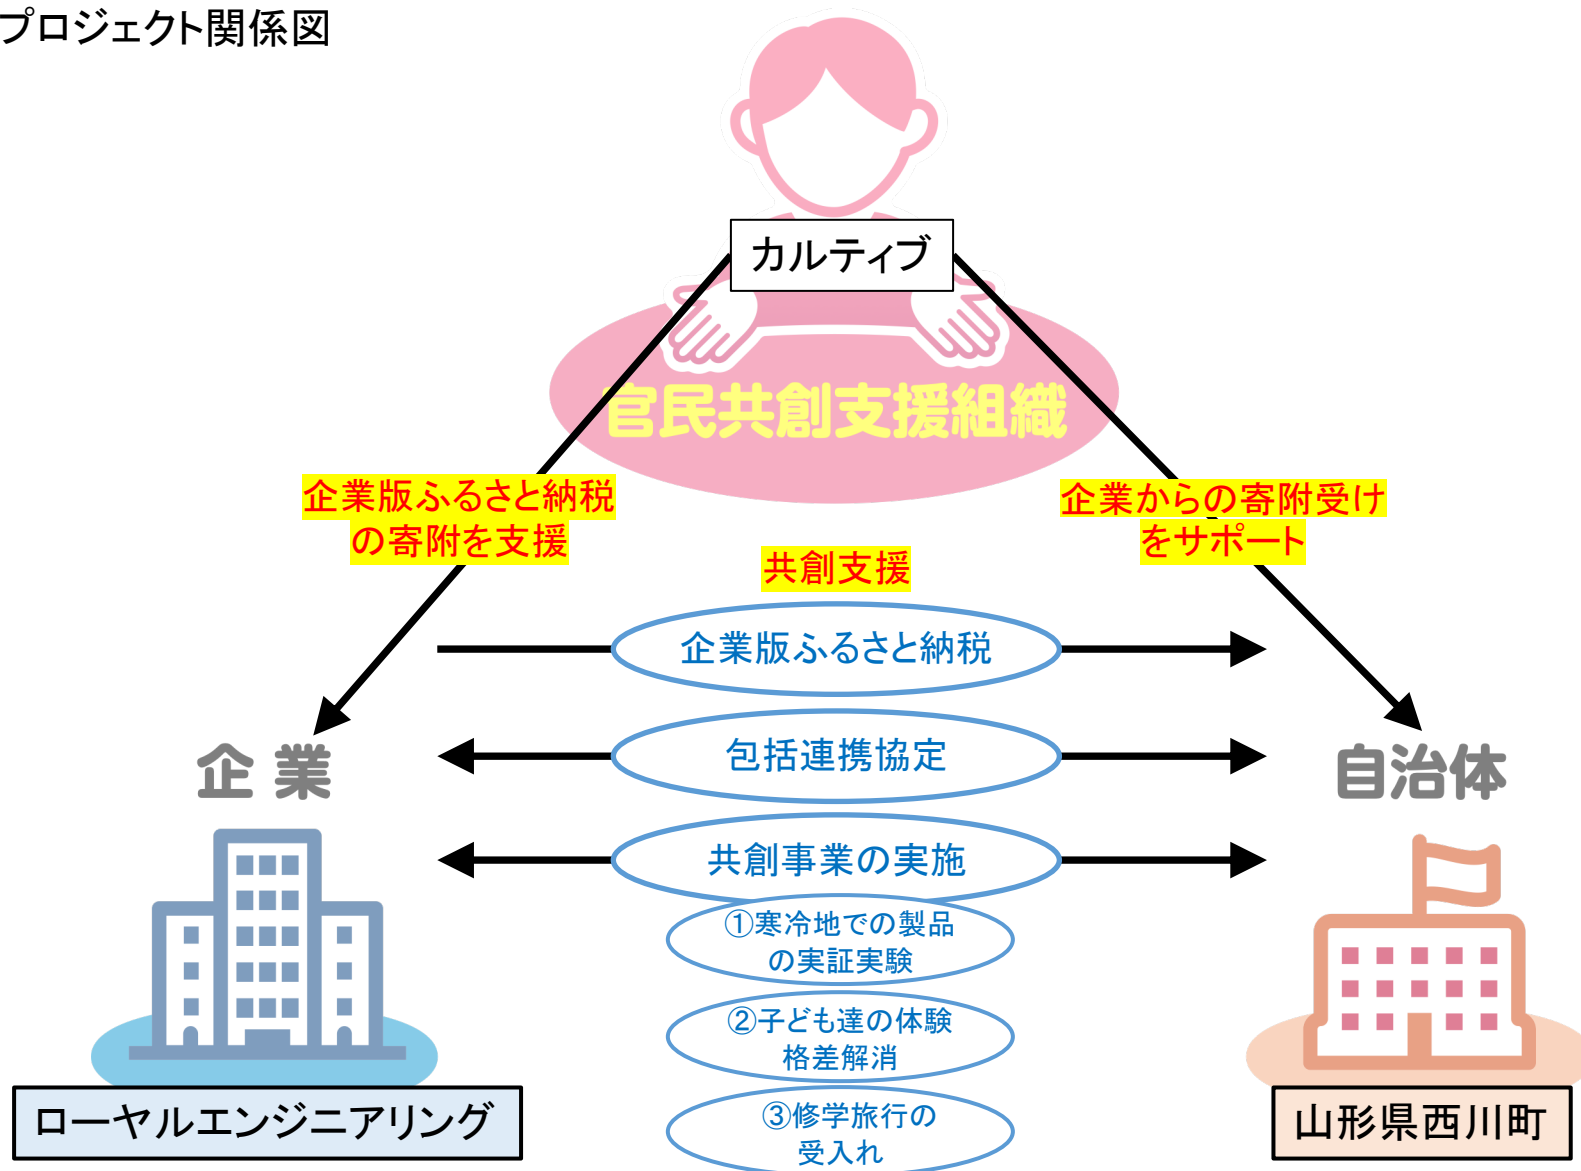 プロジェクト関係図
カルティブ
官民共創支援組織
企業版ふるさと納税
の寄附を支援
企業からの寄附受け
をサポート
共創支援
企業版ふるさと納税
包括連携協定
共創事業の実施
①寒冷地での製品
の実証実験
②子ども達の体験
格差解消
③修学旅行の
受入れ
企業
ローヤルエンジニアリング
自治体
山形県西川町